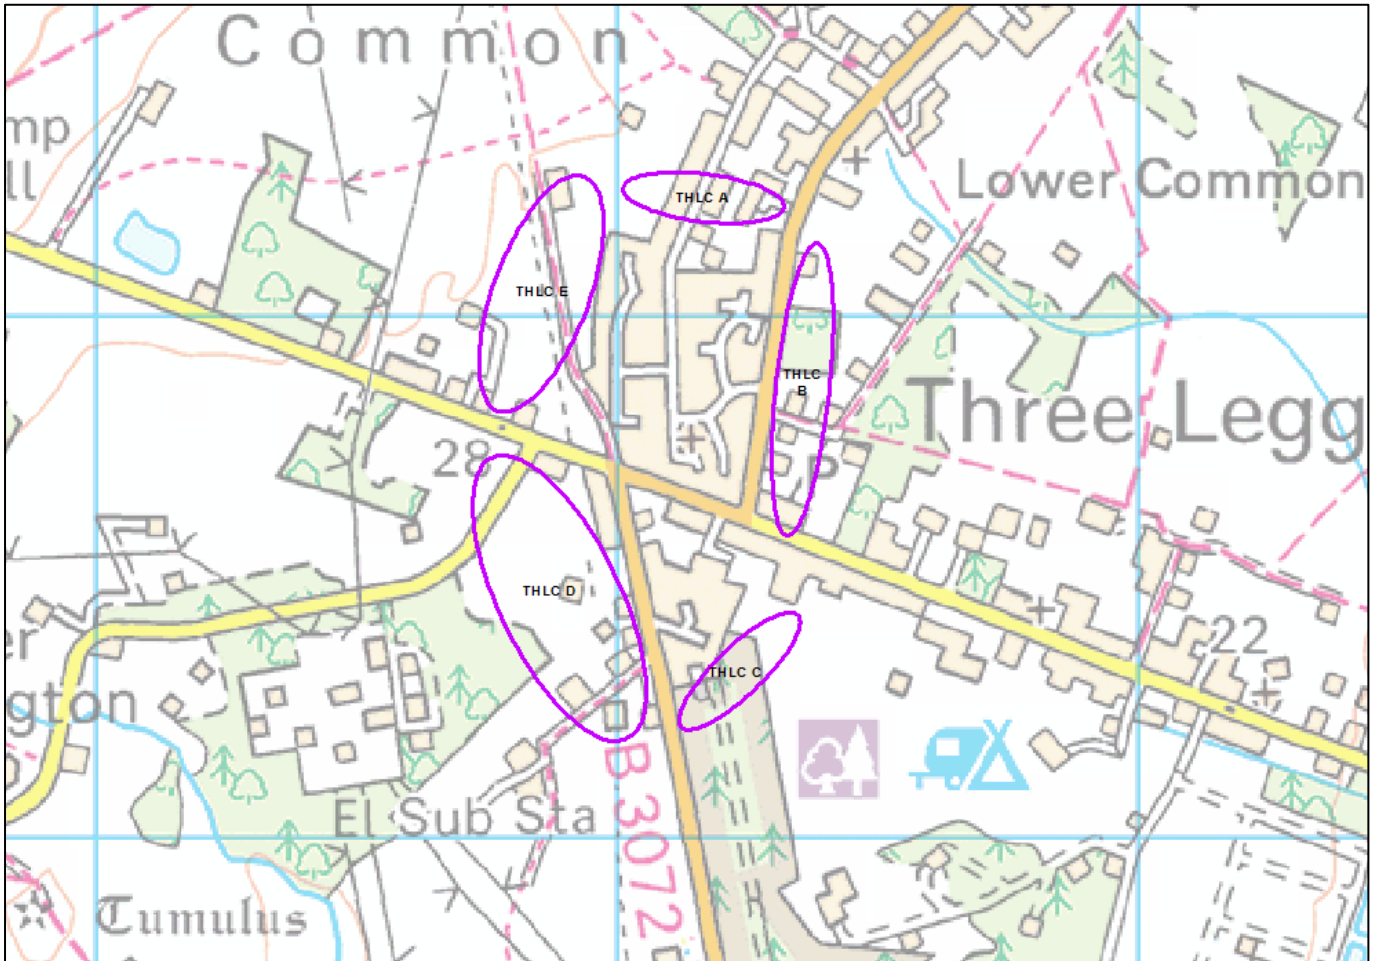 Common
mp
ll
Lower Common
THLC A
THLC E
THLC
B
Three Legg
28
P
THLC D
er
22
THLC C
gton
B 3072
El Sub Sta
Tumulus